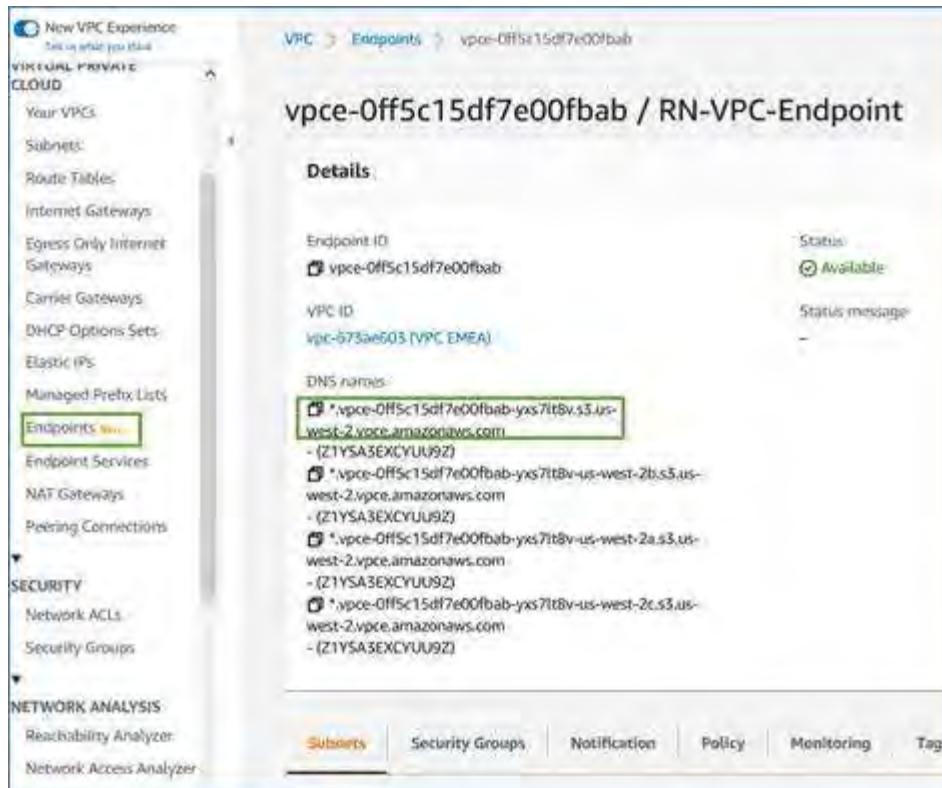 New VPC Experience
Tell us what you think
VPC > Endpoints > vpce-0ff5c15df7e00fbab
VIRTUAL PRIVATE
CLOUD
Your VPCs
Subnets
Route Tables
Internet Gateways
Egress Only Internet
Gateways
Carrier Gateways
DHCP Options Sets
Elastic IPs
Managed Prefix Lists
Endpoints
Endpoint Services
NAT Gateways
Peering Connections
SECURITY
Network ACLs
Security Groups
NETWORK ANALYSIS
Reachability Analyzer
Network Access Analyzer
vpce-0ff5c15df7e00fbab / RN-VPC-Endpoint
Details
Endpoint ID
vpce-0ff5c15df7e00fbab
Status
Available
VPC ID
vpc-673ae603 (VPC EMEA)
Status message
-
DNS names
*.vpce-0ff5c15df7e00fbab-yxs7lt8v.s3.us-
west-2.vpce.amazonaws.com
- (Z1YSA3EXCYUU9Z)
*.vpce-0ff5c15df7e00fbab-yxs7lt8v-us-west-2b.s3.us-
west-2.vpce.amazonaws.com
- (Z1YSA3EXCYUU9Z)
*.vpce-0ff5c15df7e00fbab-yxs7lt8v-us-west-2a.s3.us-
west-2.vpce.amazonaws.com
- (Z1YSA3EXCYUU9Z)
*.vpce-0ff5c15df7e00fbab-yxs7lt8v-us-west-2c.s3.us-
west-2.vpce.amazonaws.com
- (Z1YSA3EXCYUU9Z)
Subnets
Security Groups
Notification
Policy
Monitoring
Tag